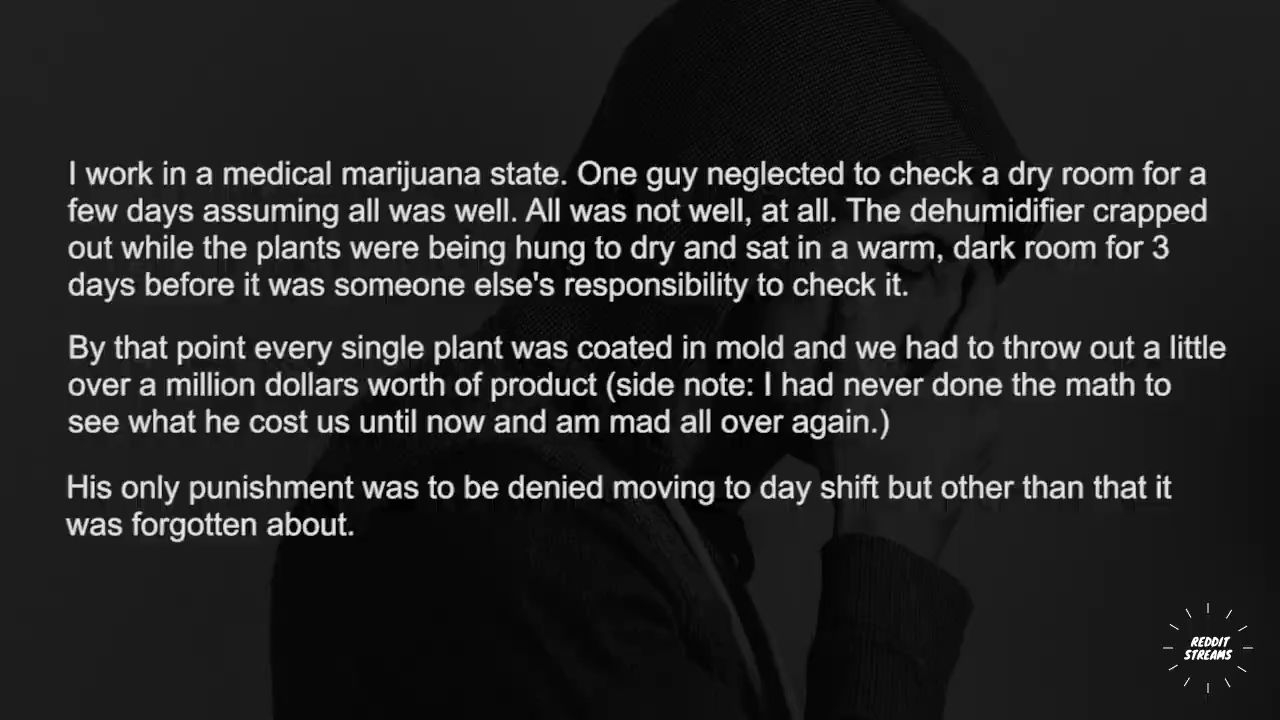 I work in a medical marijuana state. One guy neglected to check a dry room for a
few days assuming all was well. All was not well, at all. The dehumidifier crapped
out while the plants were being hung to dry and sat in a warm, dark room for 3
days before it was someone else's responsibility to check it.
By that point every single plant was coated in mold and we had to throw out a little
over a million dollars worth of product (side note: I had never done the math to
see what he cost us until now and am mad all over again.)
His only punishment was to be denied moving to day shift but other than that it
was forgotten about.
REDDIT
STREAMS